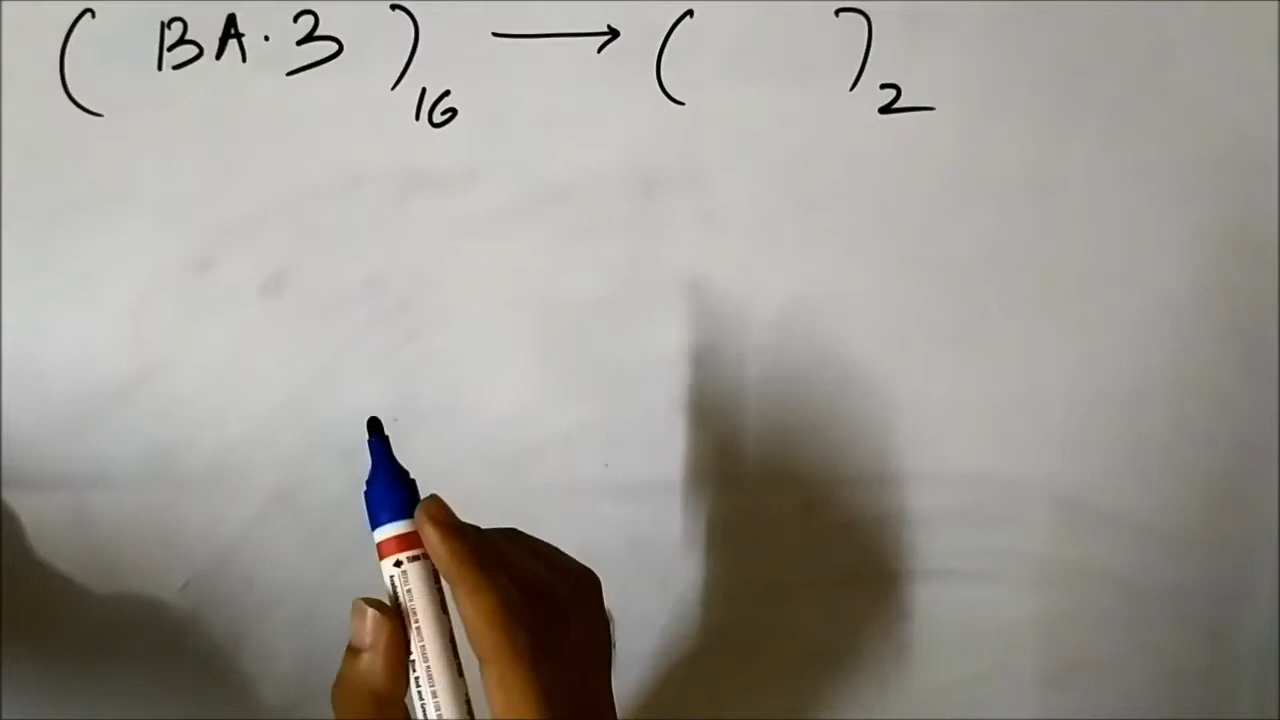 ( BA.3 )16 → ( )2